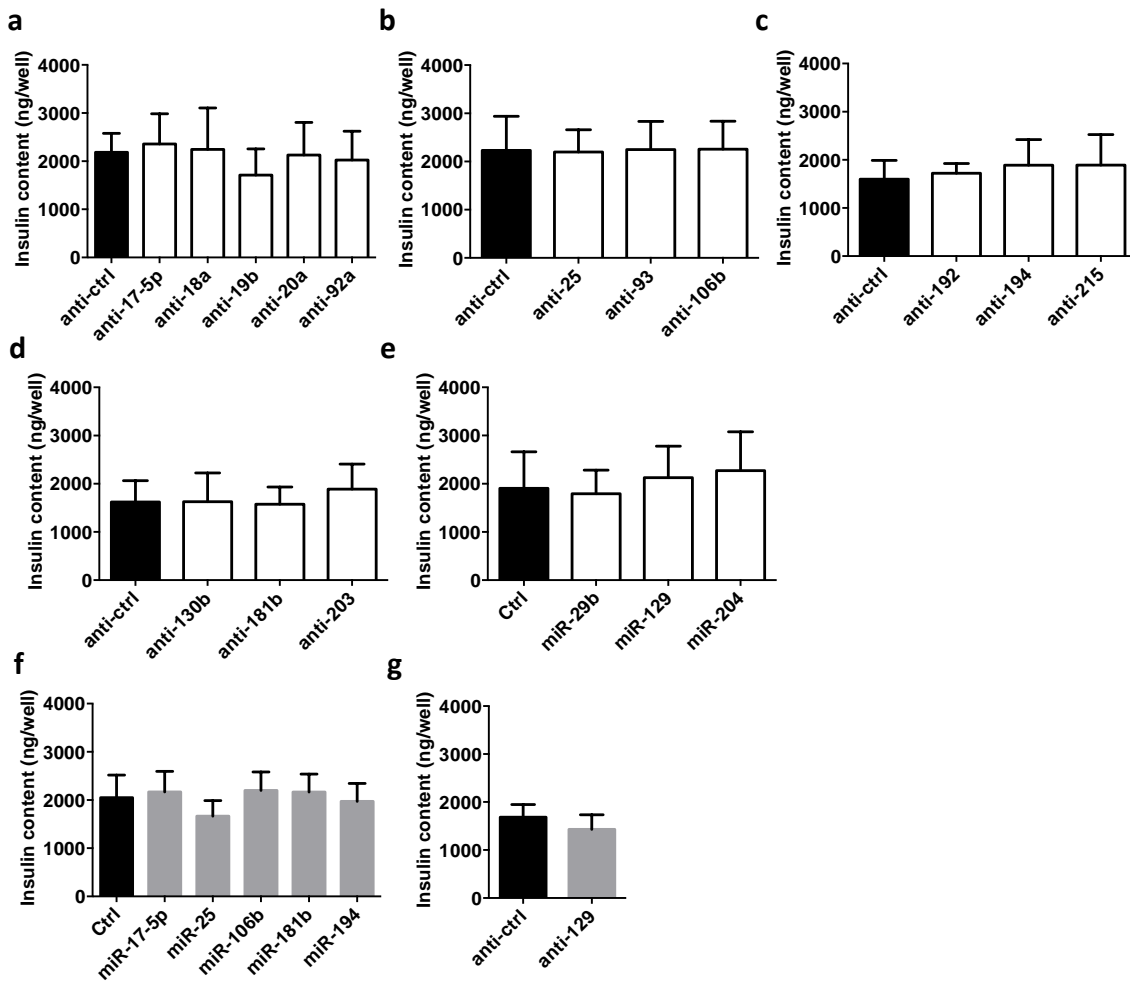 a
Insulin content (ng/well)
4000
3000
2000
1000
0
anti-ctrl
anti-17-5p
anti-18a
anti-19b
anti-20a
anti-92a
b
Insulin content (ng/well)
4000
3000
2000
1000
0
anti-ctrl
anti-25
anti-93
anti-106b
c
Insulin content (ng/well)
4000
3000
2000
1000
0
anti-ctrl
anti-192
anti-194
anti-215
d
Insulin content (ng/well)
4000
3000
2000
1000
0
anti-ctrl
anti-130b
anti-181b
anti-203
e
Insulin content (ng/well)
4000
3000
2000
1000
0
Ctrl
miR-29b
miR-129
miR-204
f
Insulin content (ng/well)
4000
3000
2000
1000
0
Ctrl
miR-17-5p
miR-25
miR-106b
miR-181b
miR-194
g
Insulin content (ng/well)
4000
3000
2000
1000
0
anti-ctrl
anti-129